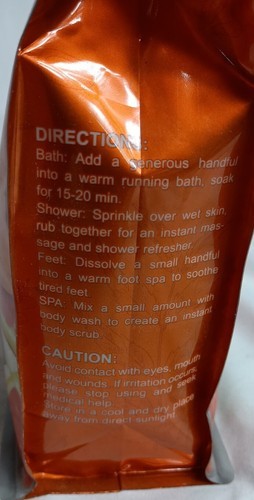 DIRECTIONS:
Bath: Add a generous handful
into a warm running bath, soak
for 15-20 min.
Shower: Sprinkle over wet skin,
rub together for an instant mas-
sage and shower refresher.
Feet: Dissolve a small handful
into a warm foot spa to soothe
tired feet
SPA Mix a small amount with
body wash to create an instant
body scrub.
CAUTION:
Avoid contact with eyes, mouth
and wounds. If irritation occurs,
please stop using and seek
medical help.
Store in a cool and dry place
away from direct sunlight